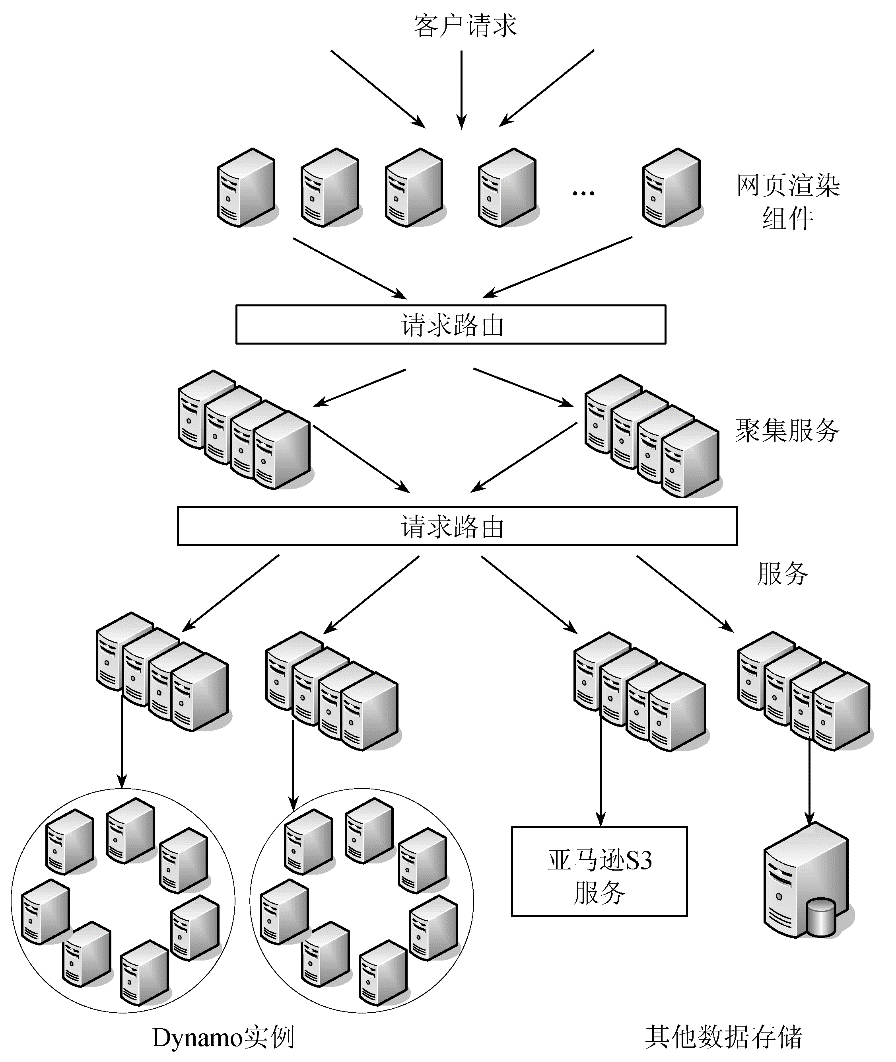 客户请求
...
网页渲染
组件
请求路由
聚集服务
请求路由
服务
亚马逊S3
服务
Dynamo实例
其他数据存储